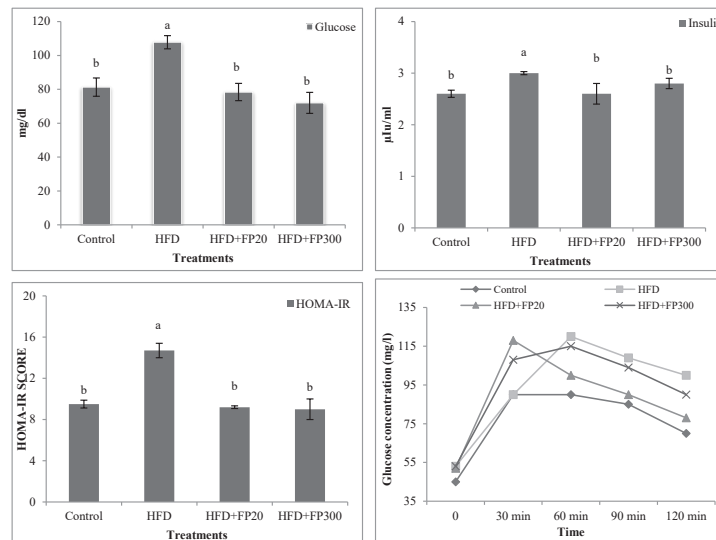 Glucose
120
100
80
60
40
20
0
mg/dl
b
a
b
b
Control
HFD
HFD+FP20
HFD+FP300
Treatments
Insuli
4
3
2
1
0
µIu/ml
b
a
b
b
Control
HFD
HFD+FP20
HFD+FP300
Treatments
HOMA-IR
20
16
12
8
4
0
HOMA-IR SCORE
b
a
b
b
Control
HFD
HFD+FP20
HFD+FP300
Treatments
Control
HFD
HFD+FP20
HFD+FP300
135
115
95
75
55
35
Glucose concentration (mg/l)
0
30 min
60 min
90 min
120 min
Time